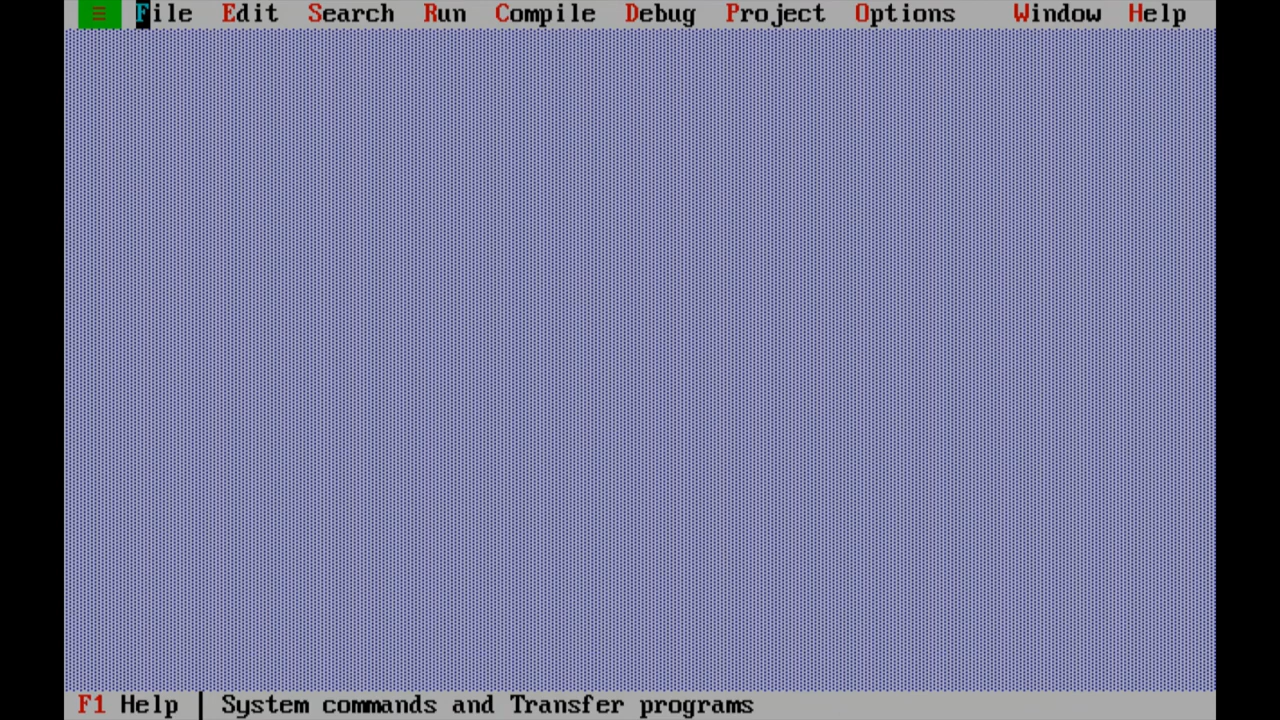 ≡ File Edit Search Run Compile Debug Project Options Window Help
F1 Help | System commands and Transfer programs